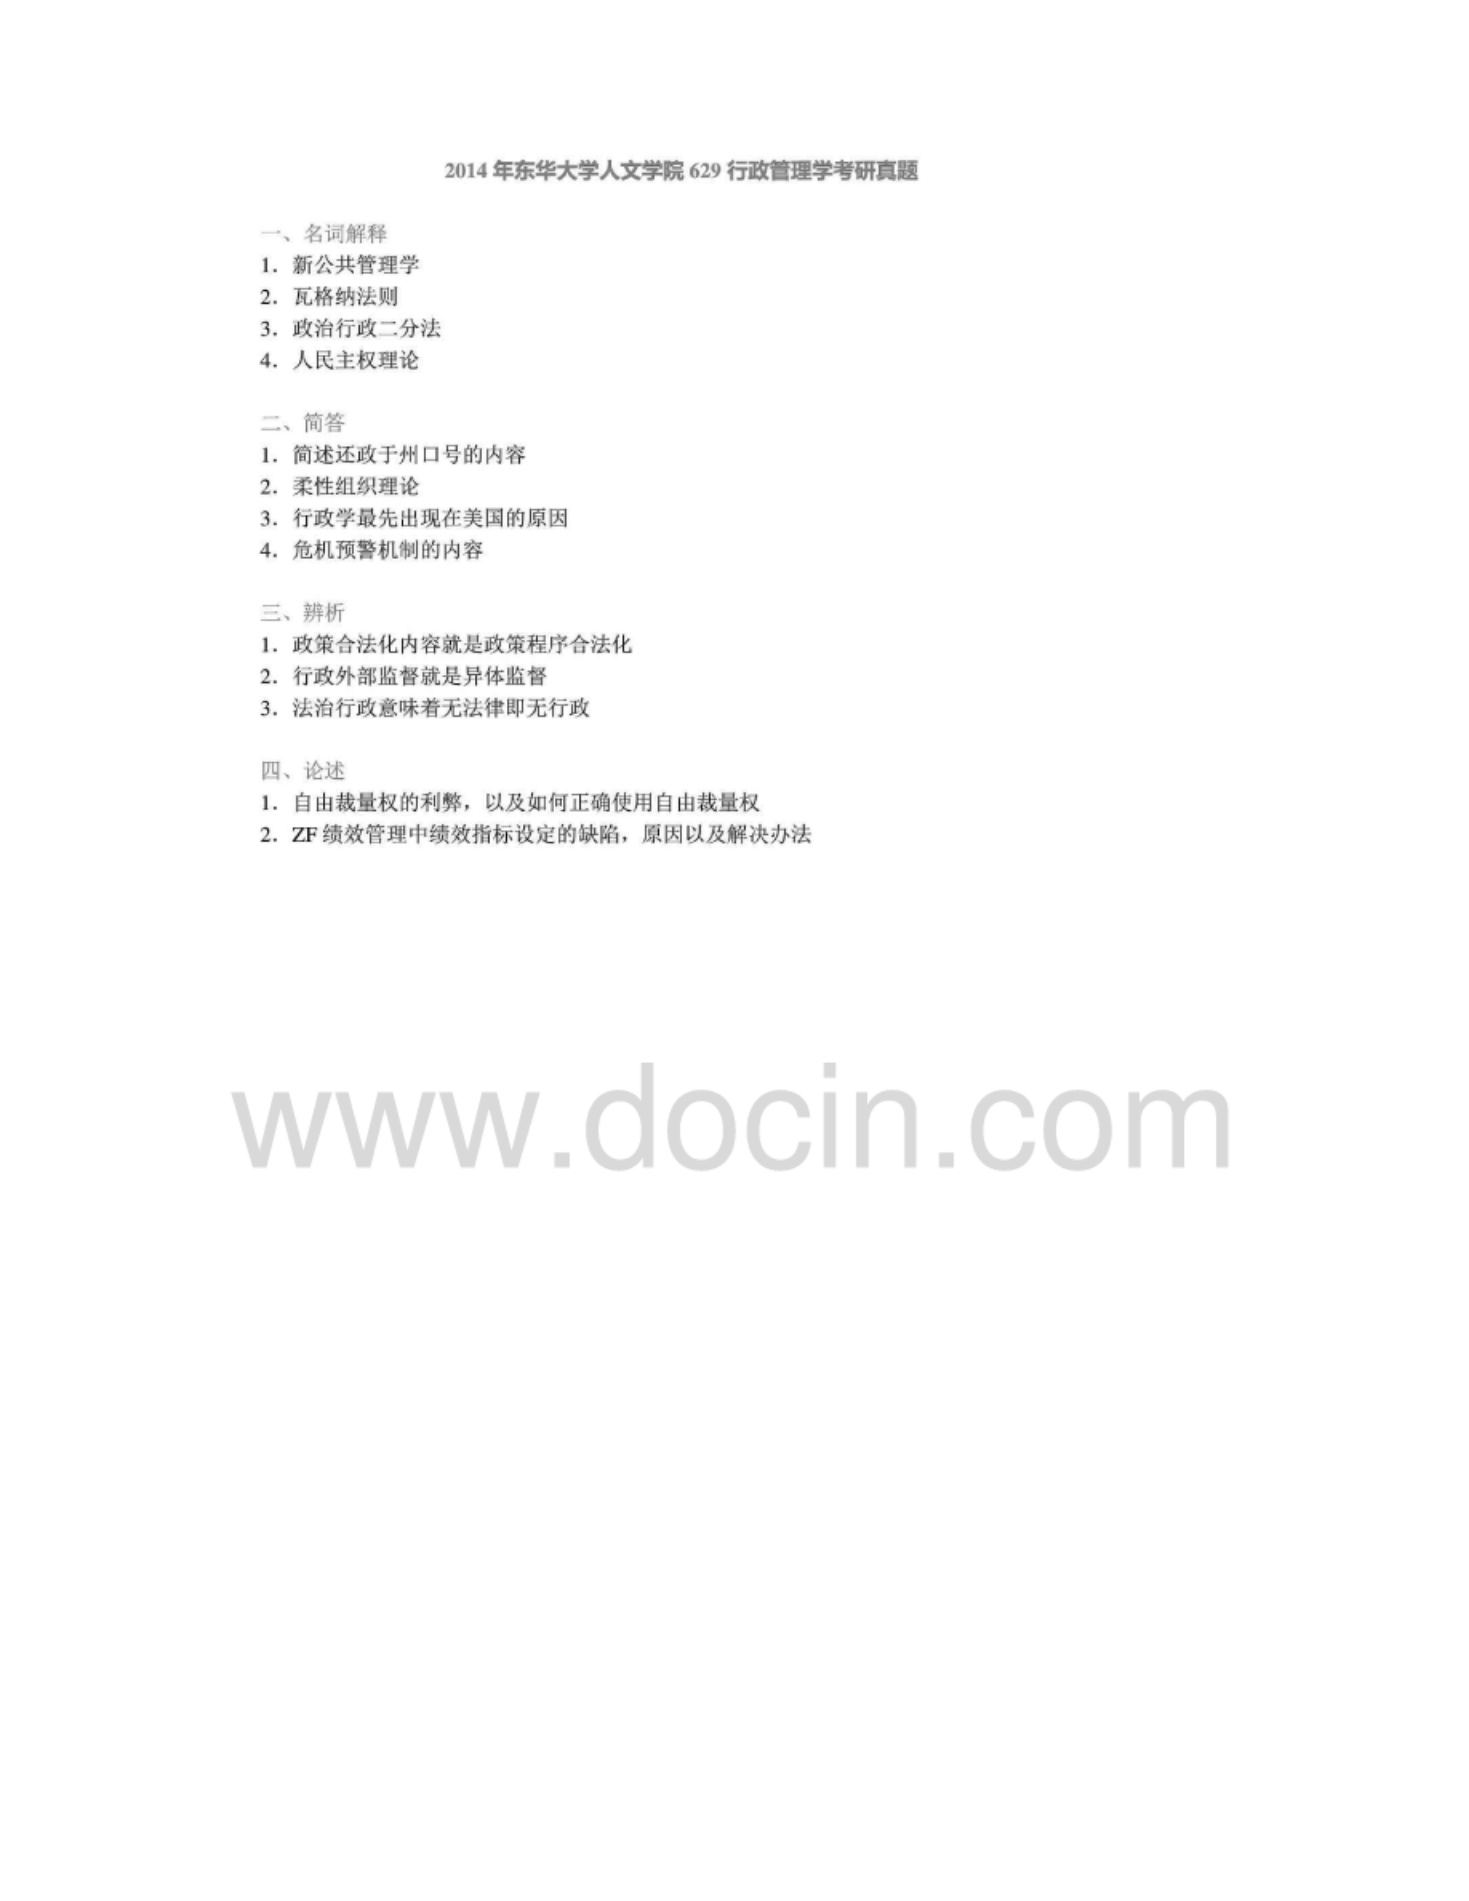 2014 年东华大学人文学院 629 行政管理学考研真题
一、名词解释
1．新公共管理学
2．瓦格纳法则
3．政治行政二分法
4．人民主权理论
二、简答
1．简述还政于州口号的内容
2．柔性组织理论
3．行政学最先出现在美国的原因
4．危机预警机制的内容
三、辨析
1．政策合法化内容就是政策程序合法化
2．行政外部监督就是异体监督
3．法治行政意味着无法律即无行政
四、论述
1．自由裁量权的利弊，以及如何正确使用自由裁量权
2．ZF 绩效管理中绩效指标设定的缺陷，原因以及解决办法
www.docin.com